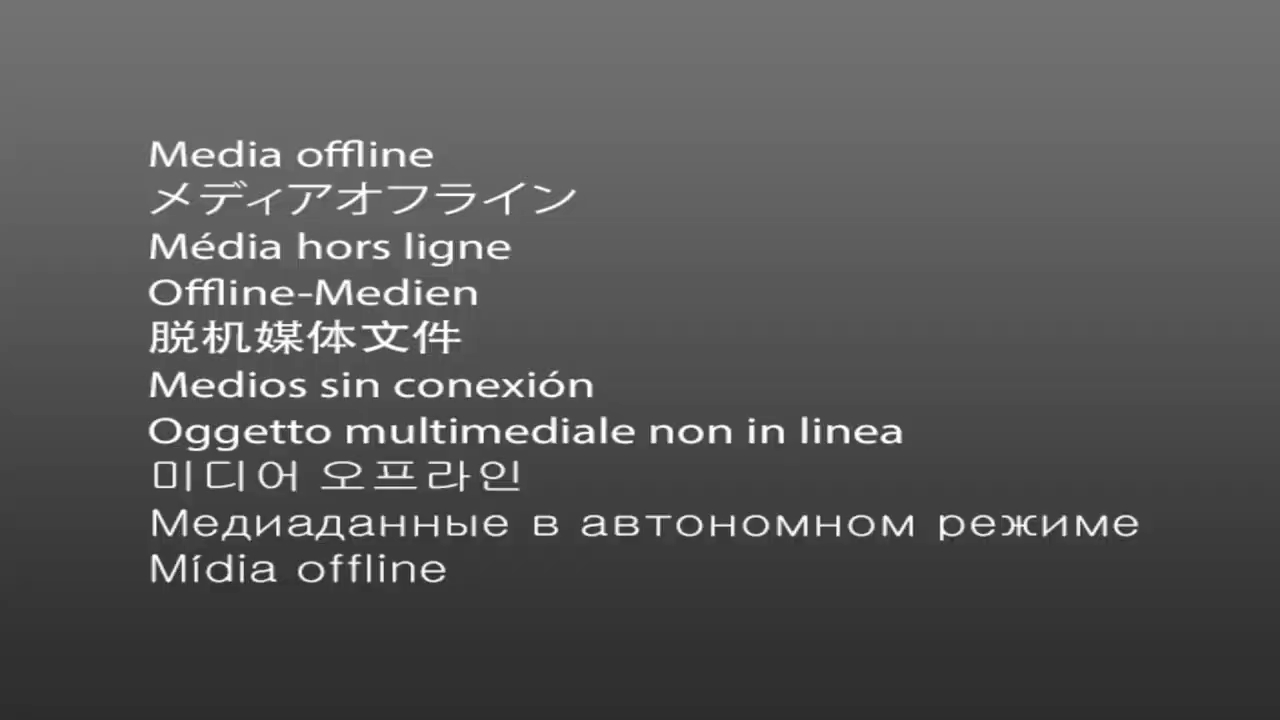 Media offline
メディアオフライン
Média hors ligne
Offline-Medien
脱机媒体文件
Medios sin conexión
Oggetto multimediale non in linea
미디어 오프라인
Медиаданные в автономном режиме
Mídia offline